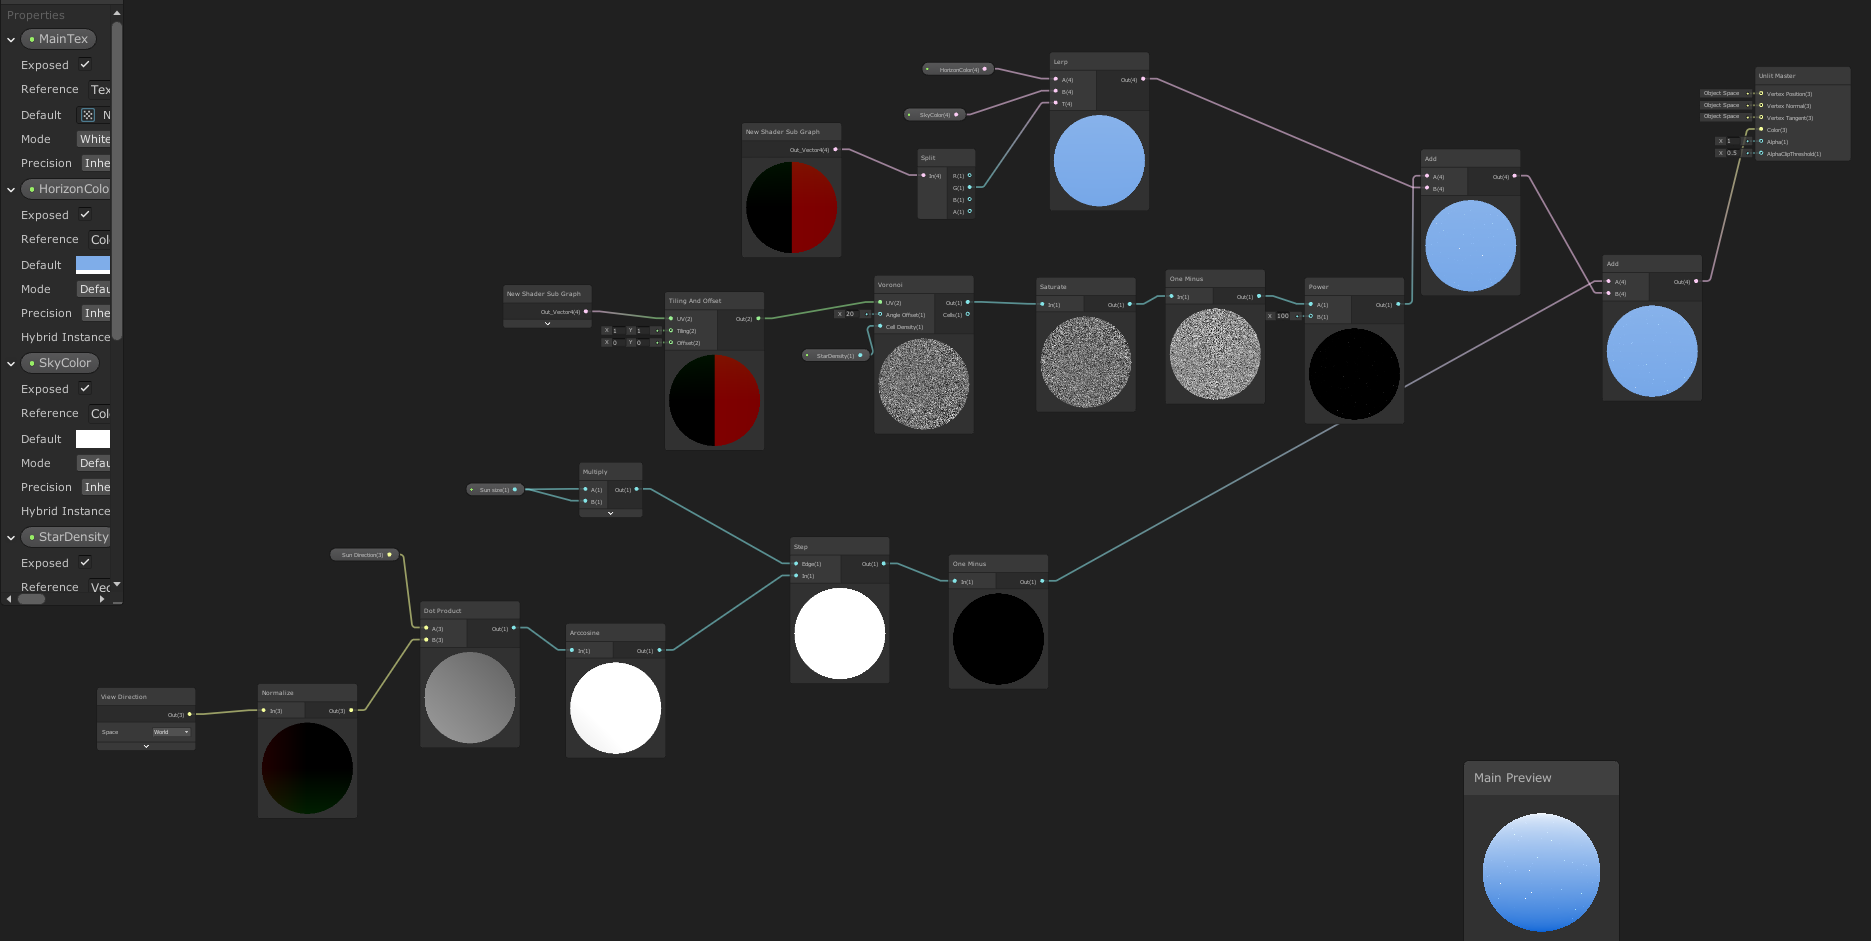 Properties
MainTex
Exposed
Reference Tex
Default N
Mode White
Precision Inhe
HorizonColo
Exposed
Reference Col
Default
Mode Defau
Precision Inhe
Hybrid Instance
SkyColor
Exposed
Reference Col
Default
Mode Defau
Precision Inhe
Hybrid Instance
StarDensity
Exposed
Reference Vec
HorizonColor(4)
SkyColor(4)
Lerp
A(4) Out(4)
B(4)
T(4)
New Shader Sub Graph
Out_Vector4(4)
Split
In(4) R(1)
G(1)
B(1)
A(1)
Unlit Master
Object Space Vertex Position(3)
Object Space Vertex Normal(3)
Object Space Vertex Tangent(3)
Color(3)
X 1 Alpha(1)
X 0.5 AlphaClipThreshold(1)
Add
A(4) Out(4)
B(4)
Add
A(4) Out(4)
B(4)
New Shader Sub Graph
Out_Vector4(4)
Tiling And Offset
UV(2) Out(2)
X 1 Y 1 Tiling(2)
X 0 Y 0 Offset(2)
Voronoi
UV(2) Out(1)
X 20 Angle Offset(1) Cells(1)
Cell Density(1)
StarDensity(1)
Saturate
In(1) Out(1)
One Minus
In(1) Out(1)
Power
A(1) Out(1)
X 100 B(1)
Sun size(1)
Multiply
A(1) Out(1)
B(1)
Sun Direction(3)
Step
Edge(1) Out(1)
In(1)
One Minus
In(1) Out(1)
Dot Product
A(3) Out(1)
B(3)
Arccosine
In(1) Out(1)
View Direction
Out(3)
Space World
Normalize
In(3) Out(3)
Main Preview